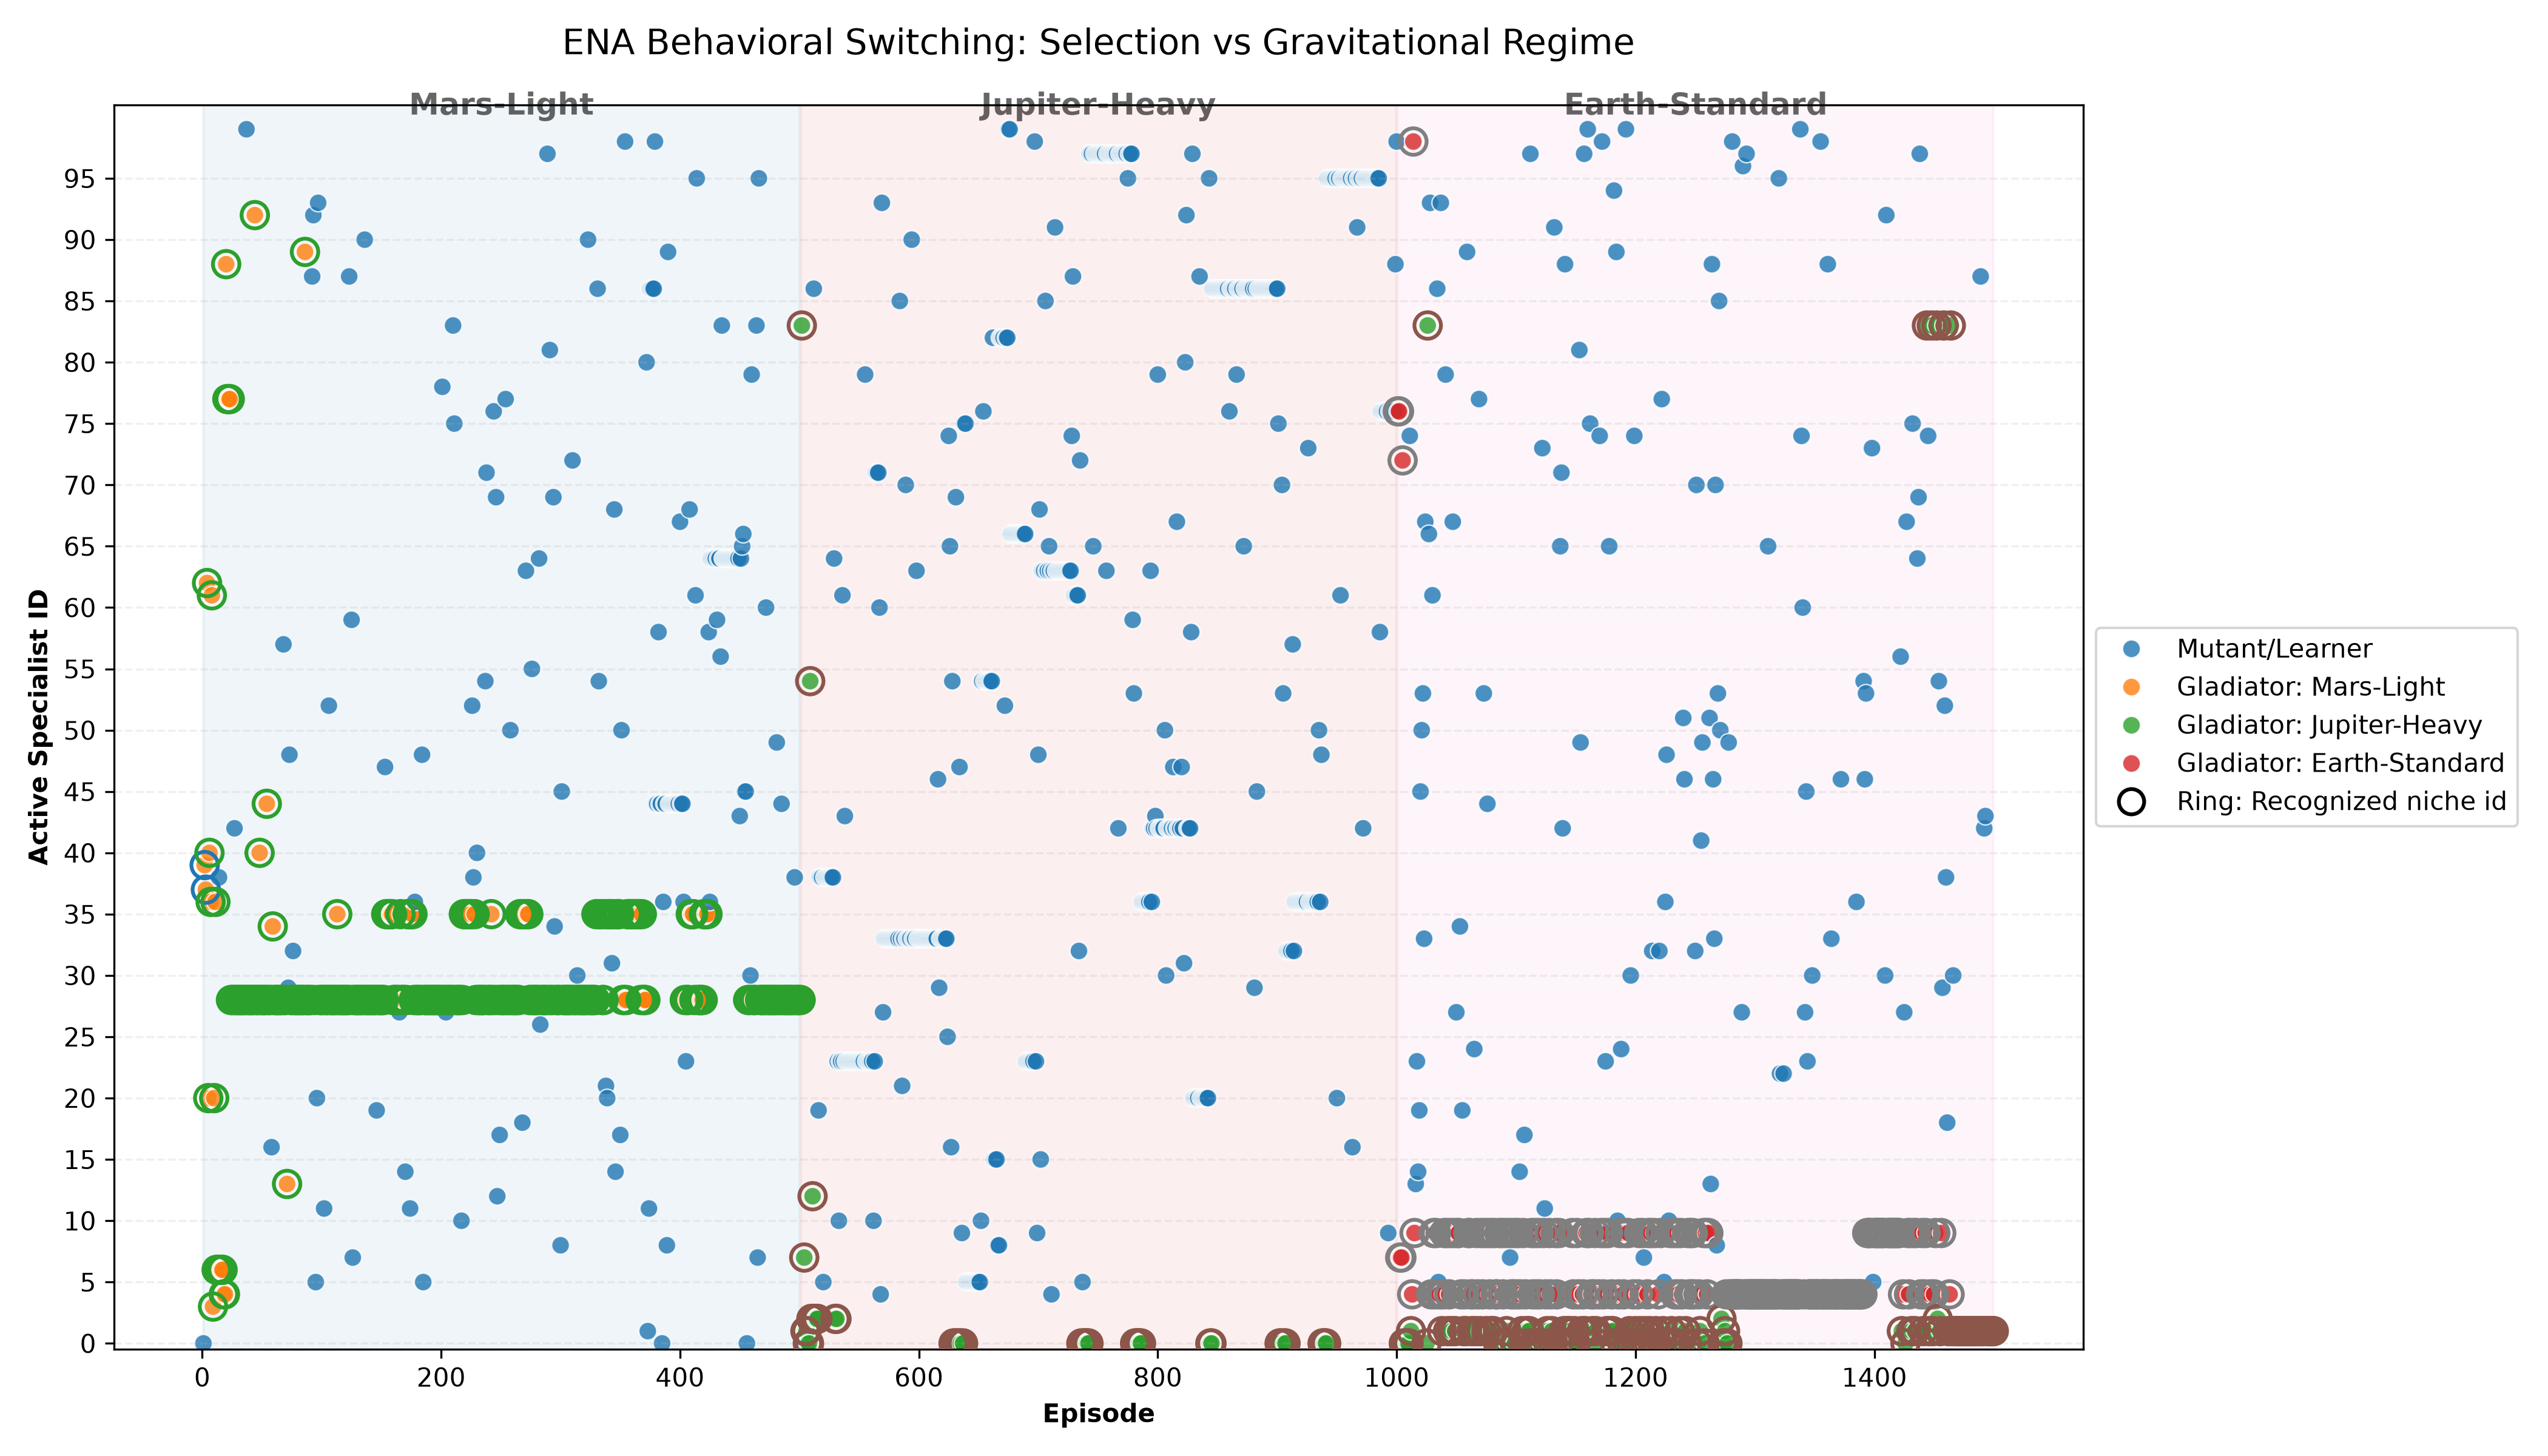 ENA Behavioral Switching: Selection vs Gravitational Regime
Mars-Light
Jupiter-Heavy
Earth-Standard
Active Specialist ID
95
90
85
80
75
70
65
60
55
50
45
40
35
30
25
20
15
10
5
0
0
200
400
600
800
1000
1200
1400
Episode
Mutant/Learner
Gladiator: Mars-Light
Gladiator: Jupiter-Heavy
Gladiator: Earth-Standard
Ring: Recognized niche id